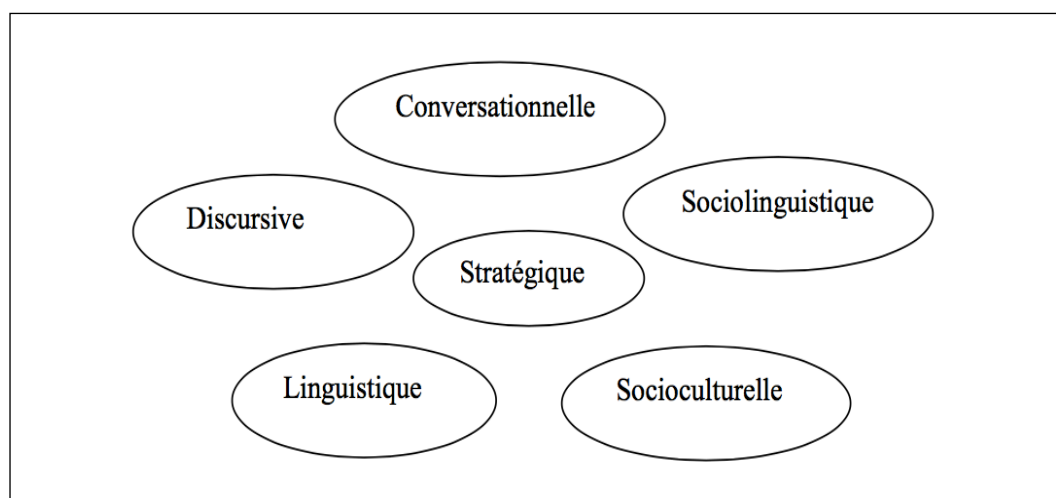 Conversationnelle
Sociolinguistique
Discursive
Stratégique
Linguistique
Socioculturelle